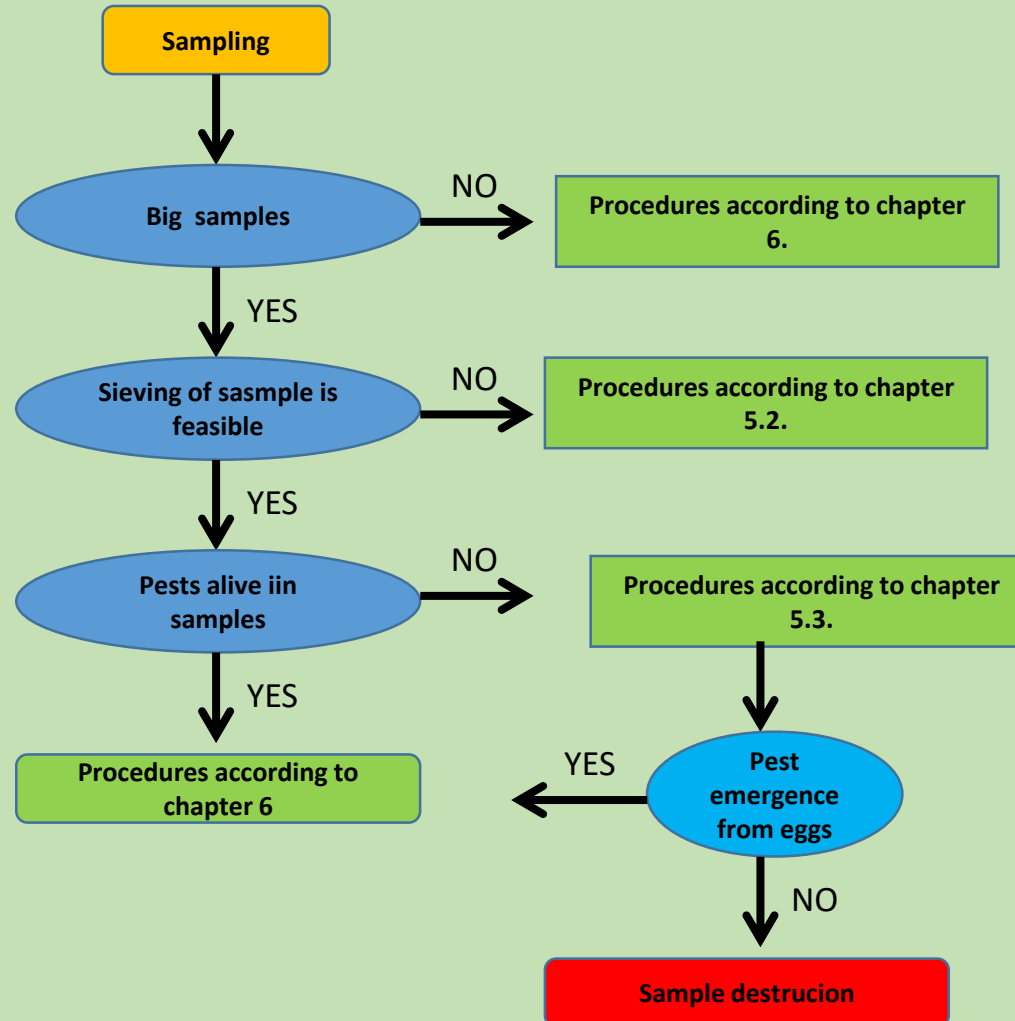 Sampling
NO
Big  samples
Procedures according to chapter
6.
YES
NO
Sieving of sasmple is
feasible
Procedures according to chapter
5.2.
YES
NO
Pests alive iin
samples
Procedures according to chapter
5.3.
YES
Procedures according to
chapter 6
YES
Pest
emergence
from eggs
NO
Sample destrucion